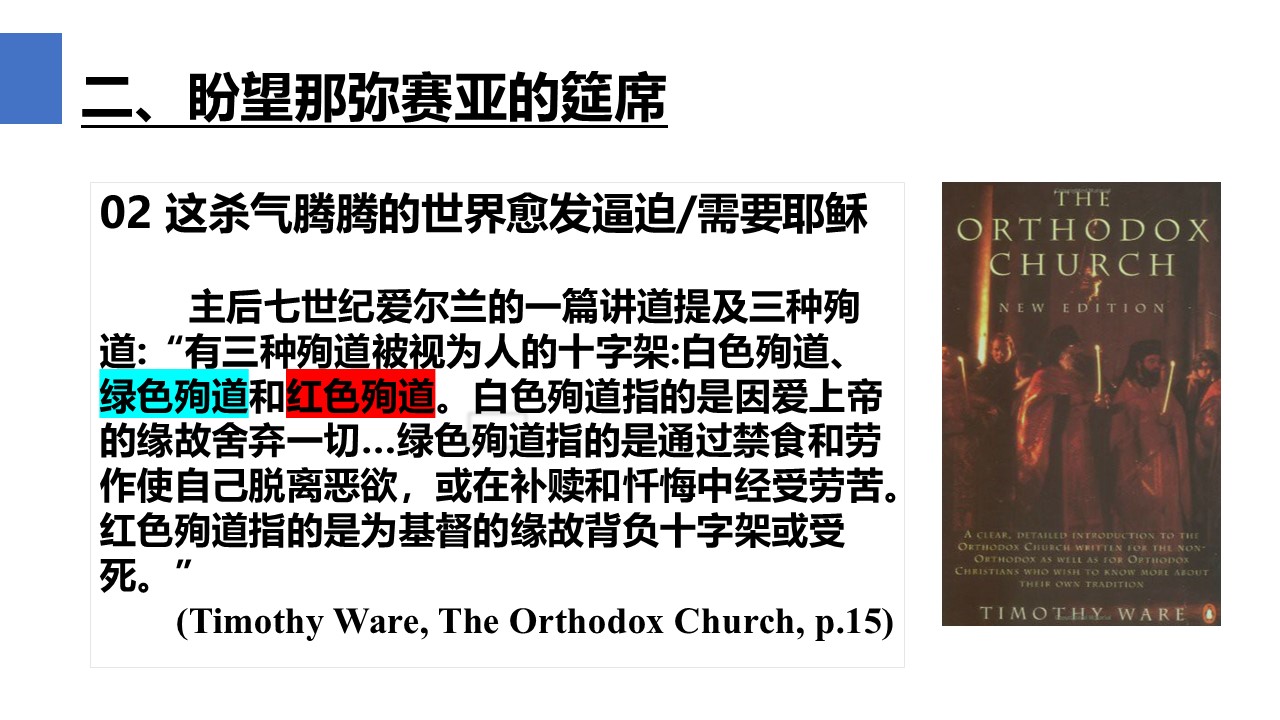 二、盼望那弥赛亚的筵席
02 这杀气腾腾的世界愈发逼迫/需要耶稣
主后七世纪爱尔兰的一篇讲道提及三种殉
道:“有三种殉道被视为人的十字架:白色殉道、
绿色殉道和红色殉道。白色殉道指的是因爱上帝
的缘故舍弃一切...绿色殉道指的是通过禁食和劳
作使自己脱离恶欲，或在补赎和忏悔中经受劳苦。
红色殉道指的是为基督的缘故背负十字架或受
死。”
(Timothy Ware, The Orthodox Church, p.15)
THE
ORTHODOX
CHURCH
NEW EDITION
A CLEAR, DETAILED INTRODUCTION TO THE
ORTHODOX CHURCH WRITTEN FOR THE NON-
ORTHODOX AS WELL AS FOR ORTHODOX
CHRISTIANS WHO WISH TO KNOW MORE ABOUT
THEIR OWN TRADITION
TIMOTHY WARE